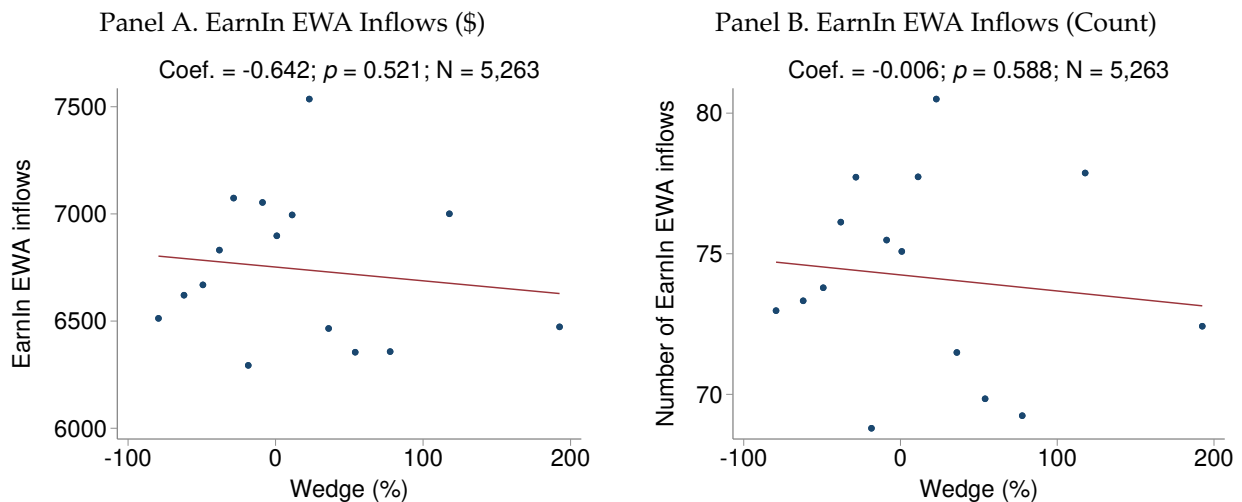 Panel A. EarnIn EWA Inflows ($)
Coef. = -0.642; p = 0.521; N = 5,263
EarnIn EWA inflows
7500
7000
6500
6000
-100
0
100
200
Wedge (%)
Panel B. EarnIn EWA Inflows (Count)
Coef. = -0.006; p = 0.588; N = 5,263
Number of EarnIn EWA inflows
80
75
70
-100
0
100
200
Wedge (%)